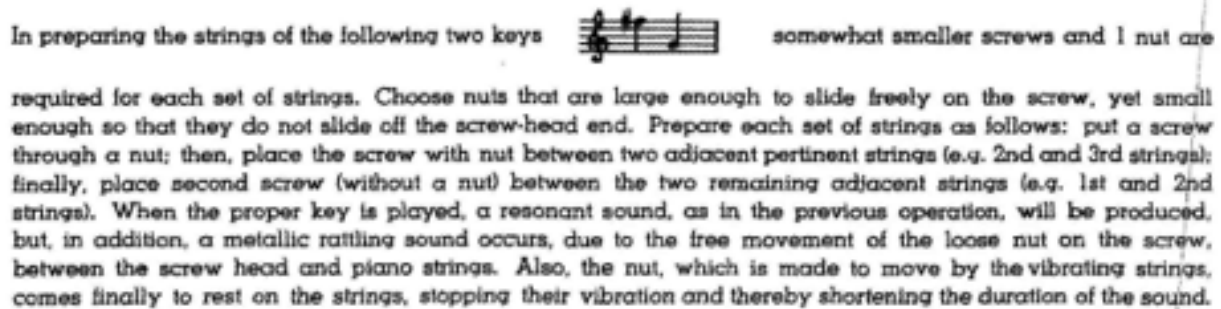 In preparing the strings of the following two keys somewhat smaller screws and 1 nut are
required for each set of strings. Choose nuts that are large enough to slide freely on the screw, yet small
enough so that they do not slide off the screw-head end. Prepare each set of strings as follows: put a screw
through a nut; then, place the screw with nut between two adjacent pertinent strings (e.g. 2nd and 3rd strings);
finally, place second screw (without a nut) between the two remaining adjacent strings (e.g. 1st and 2nd
strings). When the proper key is played, a resonant sound, as in the previous operation, will be produced,
but, in addition, a metallic rattling sound occurs, due to the free movement of the loose nut on the screw,
between the screw head and piano strings. Also, the nut, which is made to move by the vibrating strings,
comes finally to rest on the strings, stopping their vibration and thereby shortening the duration of the sound.